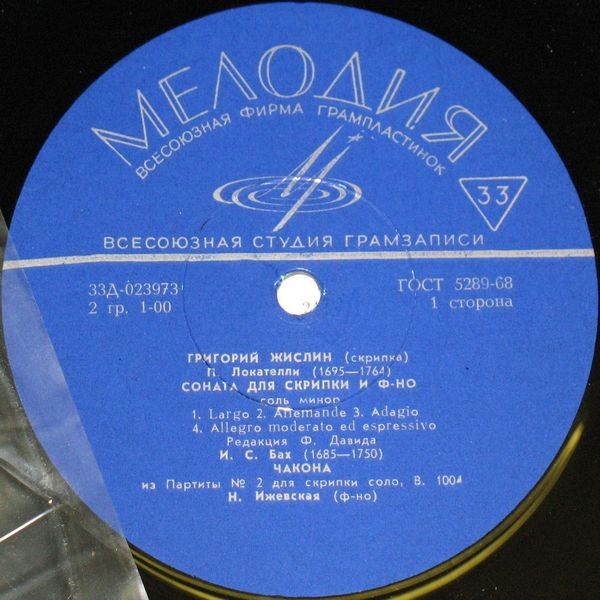 МЕЛОДИЯ
ВСЕСОЮЗНАЯ ФИРМА ГРАМПЛАСТИНОК
33
ВСЕСОЮЗНАЯ СТУДИЯ ГРАМЗАПИСИ
33Д-023973 ГОСТ 5289-68
2 гр. 1-00 1 сторона
ГРИГОРИЙ ЖИСЛИН (скрипка)
П. Локателли (1695—1764)
СОНАТА ДЛЯ СКРИПКИ И Ф-НО
соль минор
1. Largo 2. Allemande 3. Adagio
4. Allegro moderato ed espressivo
Редакция Ф. Давида
И. С. Бах (1685—1750)
ЧАКОНА
из Партиты № 2 для скрипки соло, В. 1004
Н. Ижевская (ф-но)